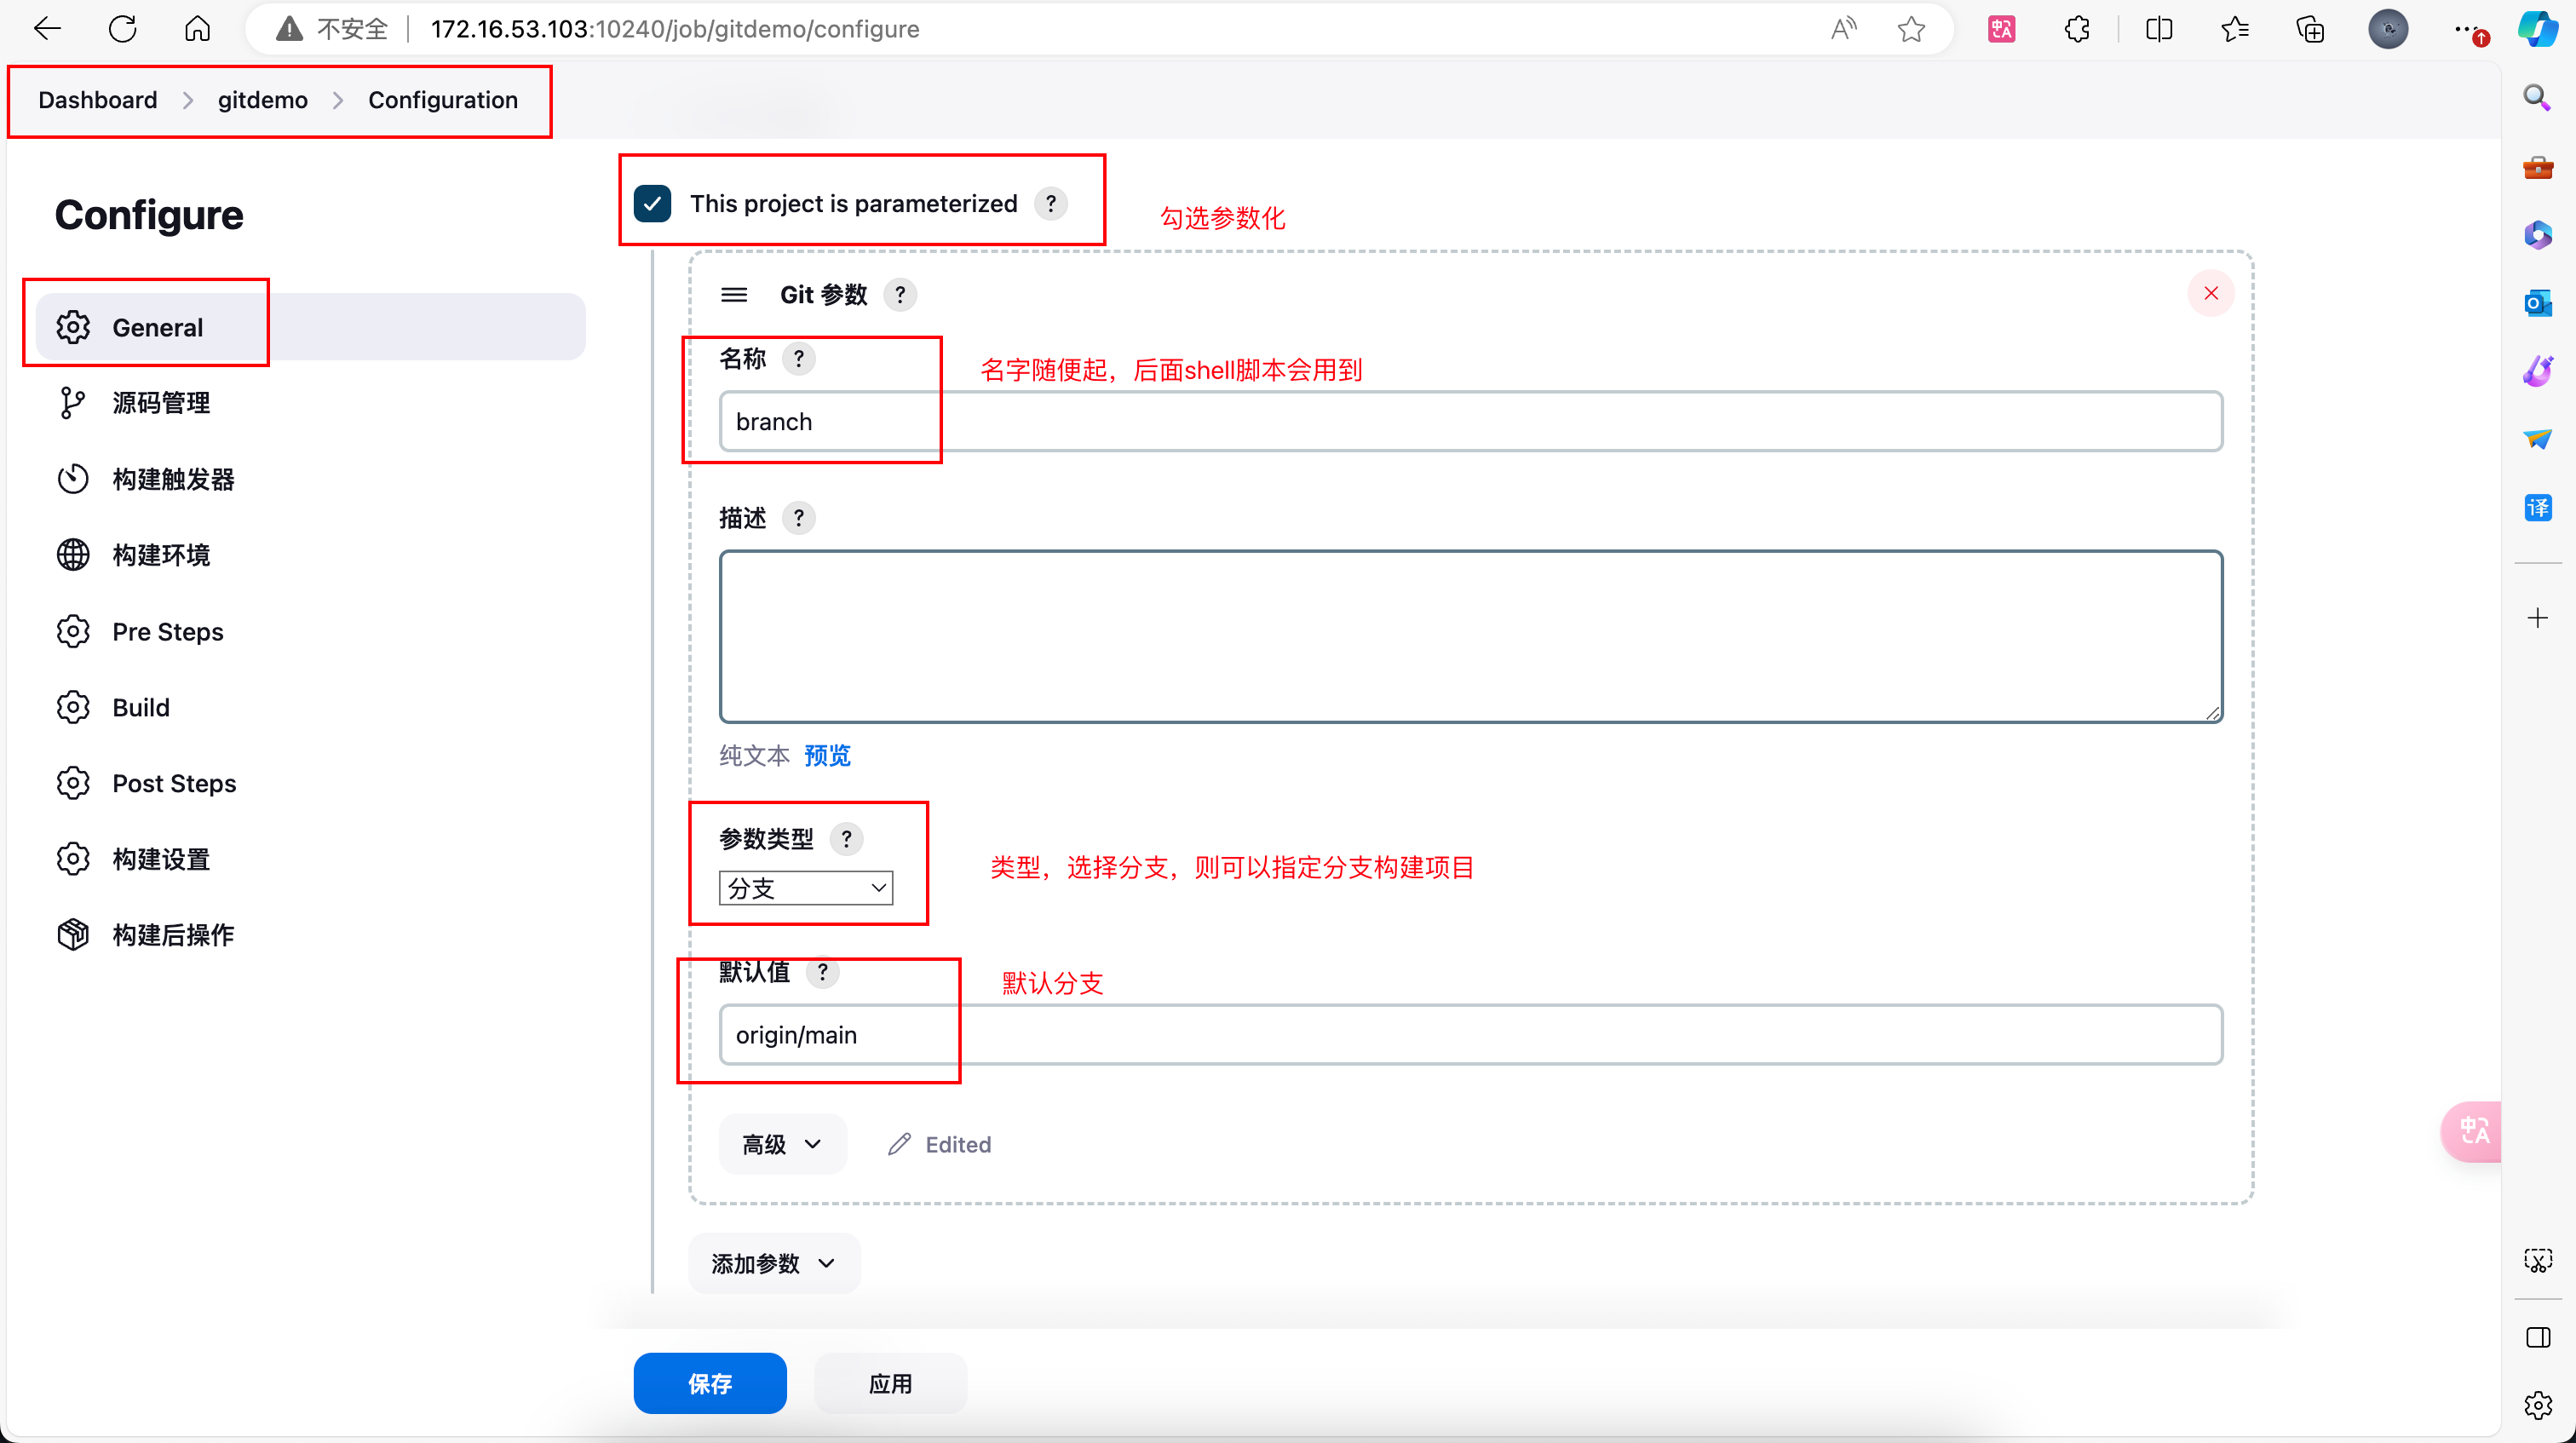 不安全 172.16.53.103:10240/job/gitdemo/configure
Dashboard > gitdemo > Configuration
Configure
General
源码管理
构建触发器
构建环境
Pre Steps
Build
Post Steps
构建设置
构建后操作
This project is parameterized ?
勾选参数化
Git 参数 ?
名称 ?
名字随便起，后面shell脚本会用到
branch
描述 ?
纯文本 预览
参数类型 ?
分支
类型，选择分支，则可以指定分支构建项目
默认值 ?
默认分支
origin/main
高级
Edited
添加参数
保存
应用
译